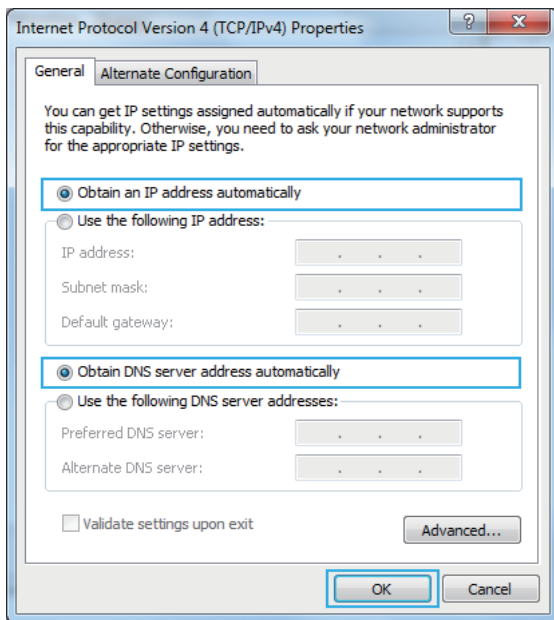 Internet Protocol Version 4 (TCP/IPv4) Properties
General
Alternate Configuration
You can get IP settings assigned automatically if your network supports
this capability. Otherwise, you need to ask your network administrator
for the appropriate IP settings.
Obtain an IP address automatically
Use the following IP address:
IP address:
Subnet mask:
Default gateway:
Obtain DNS server address automatically
Use the following DNS server addresses:
Preferred DNS server:
Alternate DNS server:
Validate settings upon exit
Advanced...
OK
Cancel